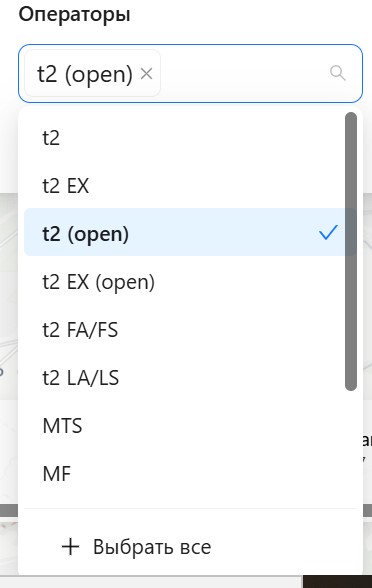 Операторы
t2 (open)
t2
t2 EX
t2 (open)
t2 EX (open)
t2 FA/FS
t2 LA/LS
MTS
MF
Выбрать все